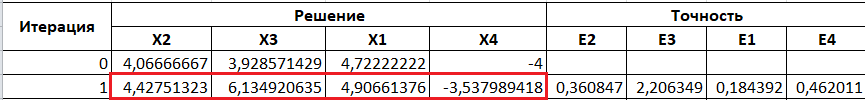 Итерация Решение Точность
X2 X3 X1 X4 E2 E3 E1 E4
0 4,06666667 3,928571429 4,72222222 -4
1 4,42751323 6,134920635 4,90661376 -3,537989418 0,360847 2,206349 0,184392 0,462011